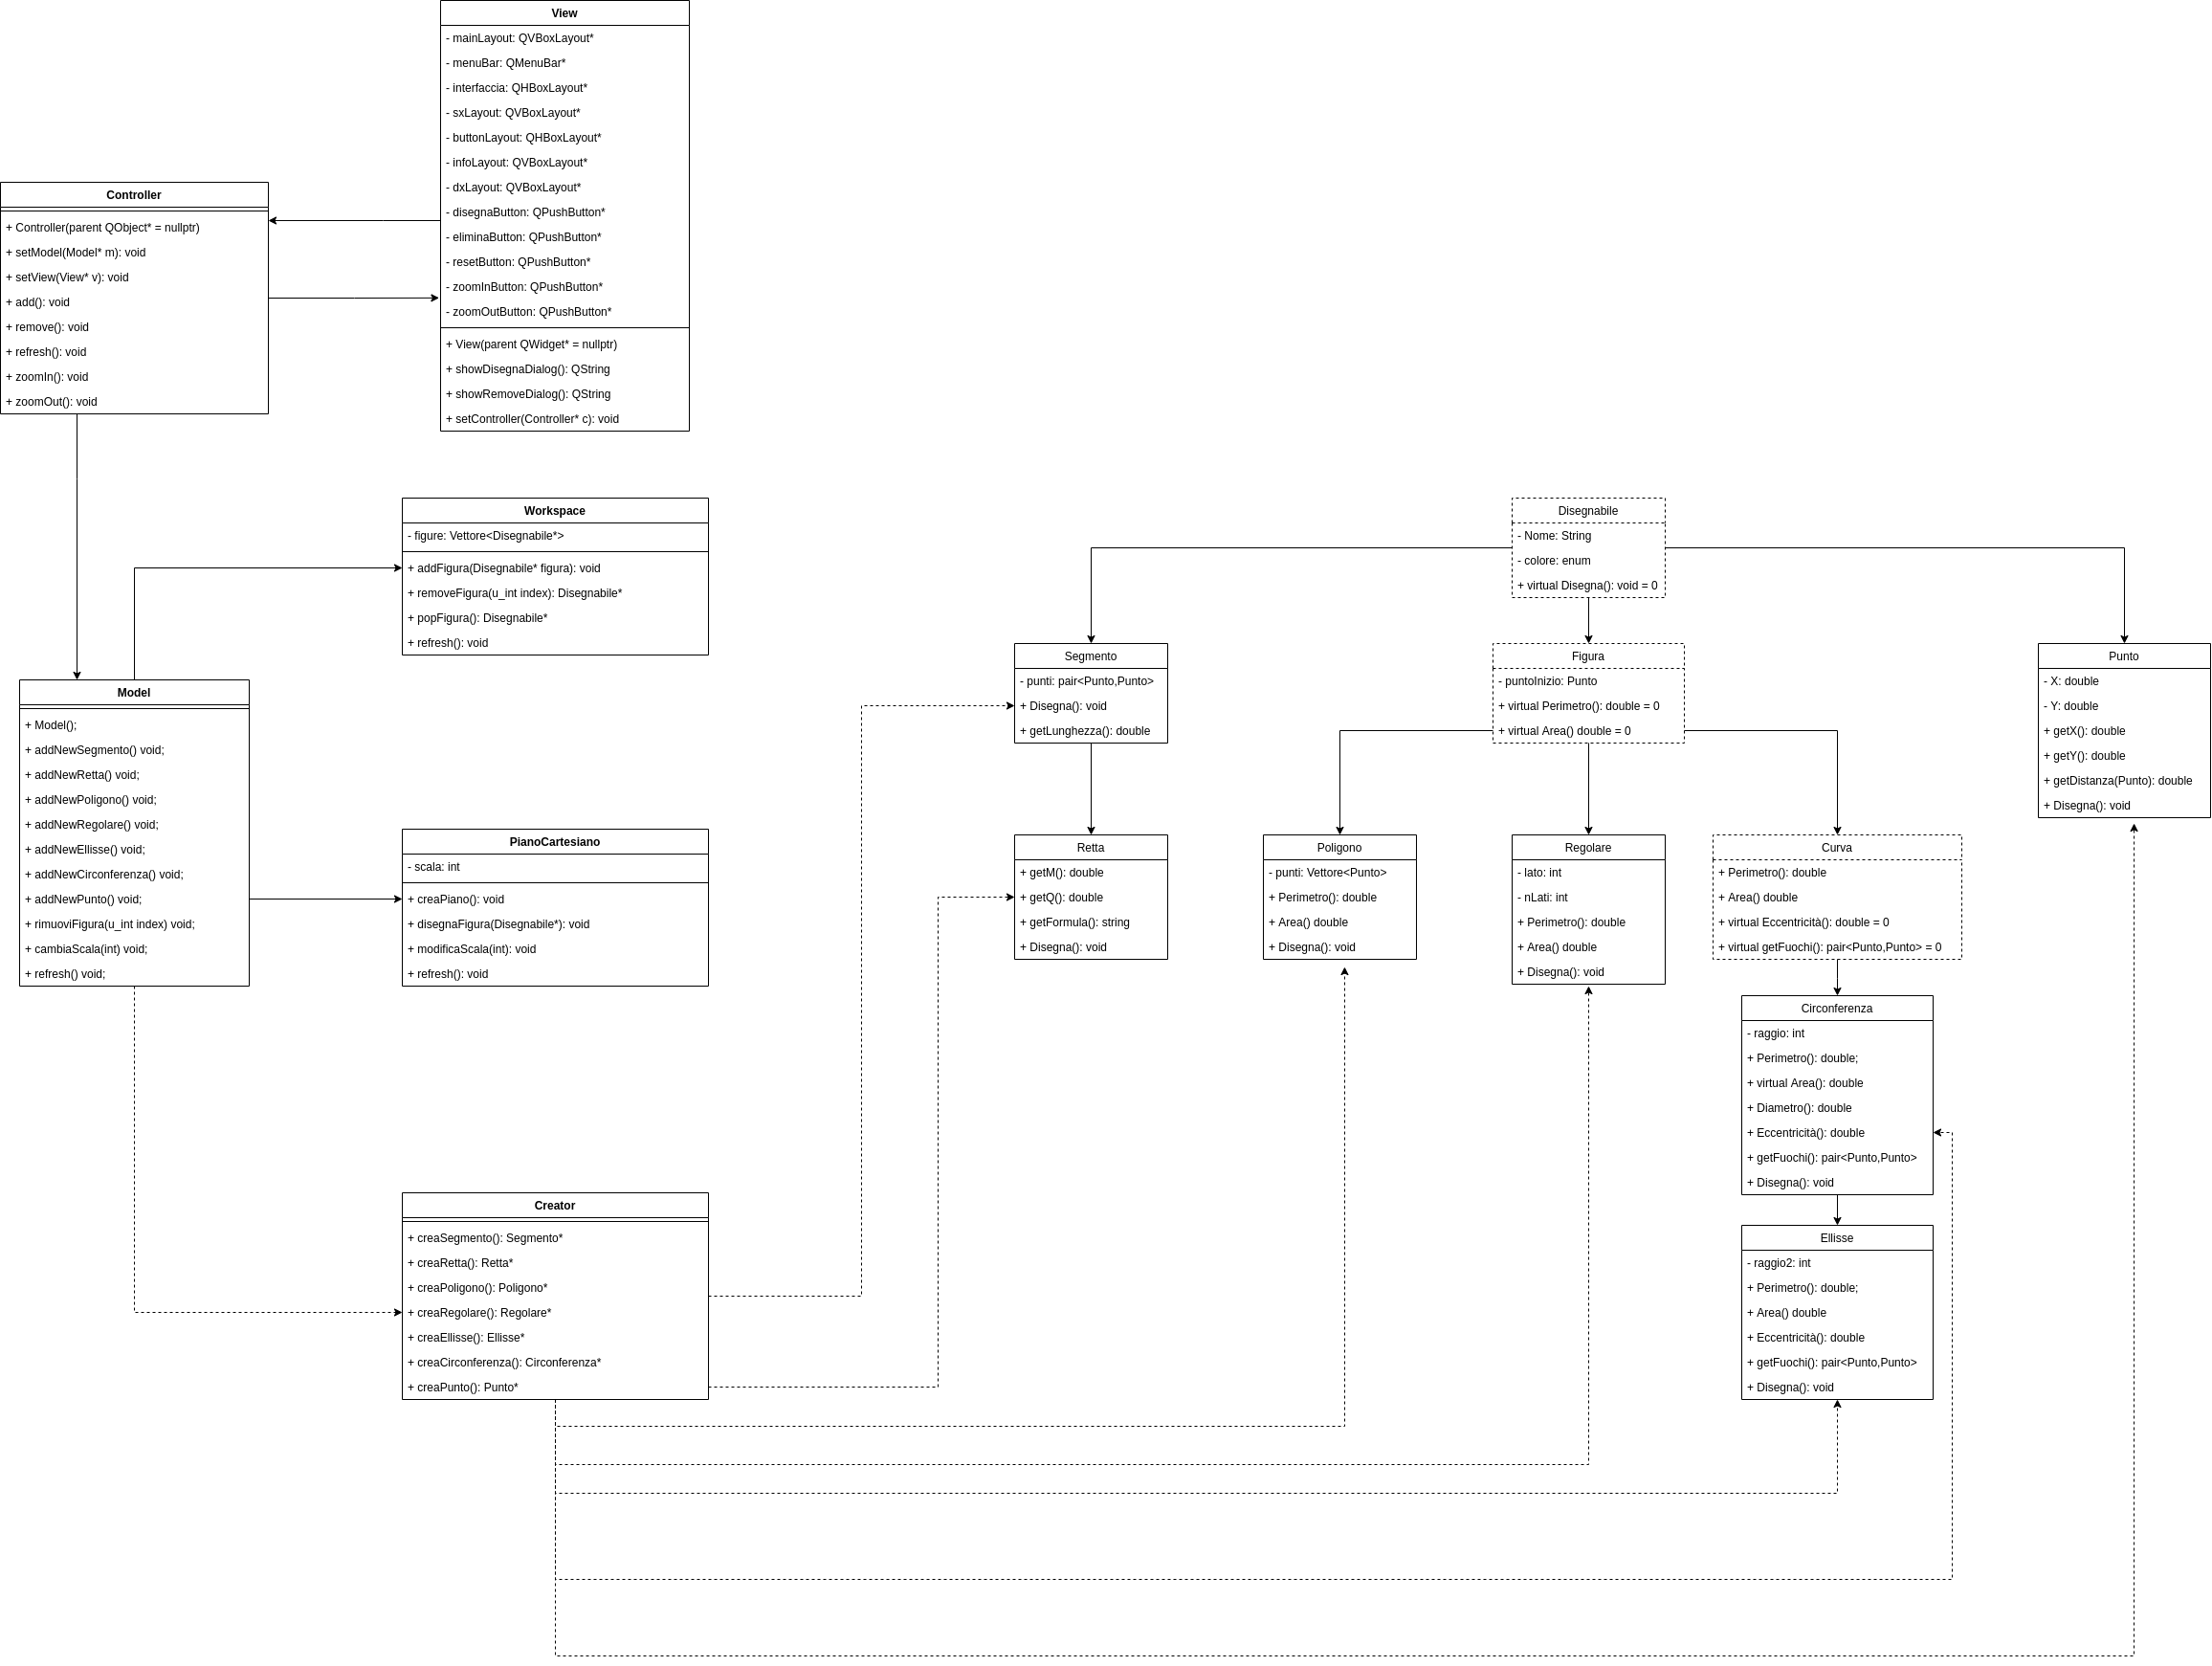 View
- mainLayout: QVBoxLayout*
- menuBar: QMenuBar*
- interfaccia: QHBoxLayout*
- sxLayout: QVBoxLayout*
- buttonLayout: QHBoxLayout*
- infoLayout: QVBoxLayout*
- dxLayout: QVBoxLayout*
- disegnaButton: QPushButton*
- eliminaButton: QPushButton*
- resetButton: QPushButton*
- zoomInButton: QPushButton*
- zoomOutButton: QPushButton*
+ View(parent QWidget* = nullptr)
+ showDisegnaDialog(): QString
+ showRemoveDialog(): QString
+ setController(Controller* c): void
Controller
+ Controller(parent QObject* = nullptr)
+ setModel(Model* m): void
+ setView(View* v): void
+ add(): void
+ remove(): void
+ refresh(): void
+ zoomIn(): void
+ zoomOut(): void
Workspace
- figure: Vettore<Disegnabile*>
+ addFigura(Disegnabile* figura): void
+ removeFigura(u_int index): Disegnabile*
+ popFigura(): Disegnabile*
+ refresh(): void
Model
+ Model();
+ addNewSegmento() void;
+ addNewRetta() void;
+ addNewPoligono() void;
+ addNewRegolare() void;
+ addNewEllisse() void;
+ addNewCirconferenza() void;
+ addNewPunto() void;
+ rimuoviFigura(u_int index) void;
+ cambiaScala(int) void;
+ refresh() void;
PianoCartesiano
- scala: int
+ creaPiano(): void
+ disegnaFigura(Disegnabile*): void
+ modificaScala(int): void
+ refresh(): void
Creator
+ creaSegmento(): Segmento*
+ creaRetta(): Retta*
+ creaPoligono(): Poligono*
+ creaRegolare(): Regolare*
+ creaEllisse(): Ellisse*
+ creaCirconferenza(): Circonferenza*
+ creaPunto(): Punto*
Disegnabile
- Nome: String
- colore: enum
+ virtual Disegna(): void = 0
Segmento
- punti: pair<Punto,Punto>
+ Disegna(): void
+ getLunghezza(): double
Figura
- puntoInizio: Punto
+ virtual Perimetro(): double = 0
+ virtual Area() double = 0
Punto
- X: double
- Y: double
+ getX(): double
+ getY(): double
+ getDistanza(Punto): double
+ Disegna(): void
Retta
+ getM(): double
+ getQ(): double
+ getFormula(): string
+ Disegna(): void
Poligono
- punti: Vettore<Punto>
+ Perimetro(): double
+ Area() double
+ Disegna(): void
Regolare
- lato: int
- nLati: int
+ Perimetro(): double
+ Area() double
+ Disegna(): void
Curva
+ Perimetro(): double
+ Area() double
+ virtual Eccentricità(): double = 0
+ virtual getFuochi(): pair<Punto,Punto> = 0
Circonferenza
- raggio: int
+ Perimetro(): double;
+ virtual Area(): double
+ Diametro(): double
+ Eccentricità(): double
+ getFuochi(): pair<Punto,Punto>
+ Disegna(): void
Ellisse
- raggio2: int
+ Perimetro(): double;
+ Area() double
+ Eccentricità(): double
+ getFuochi(): pair<Punto,Punto>
+ Disegna(): void